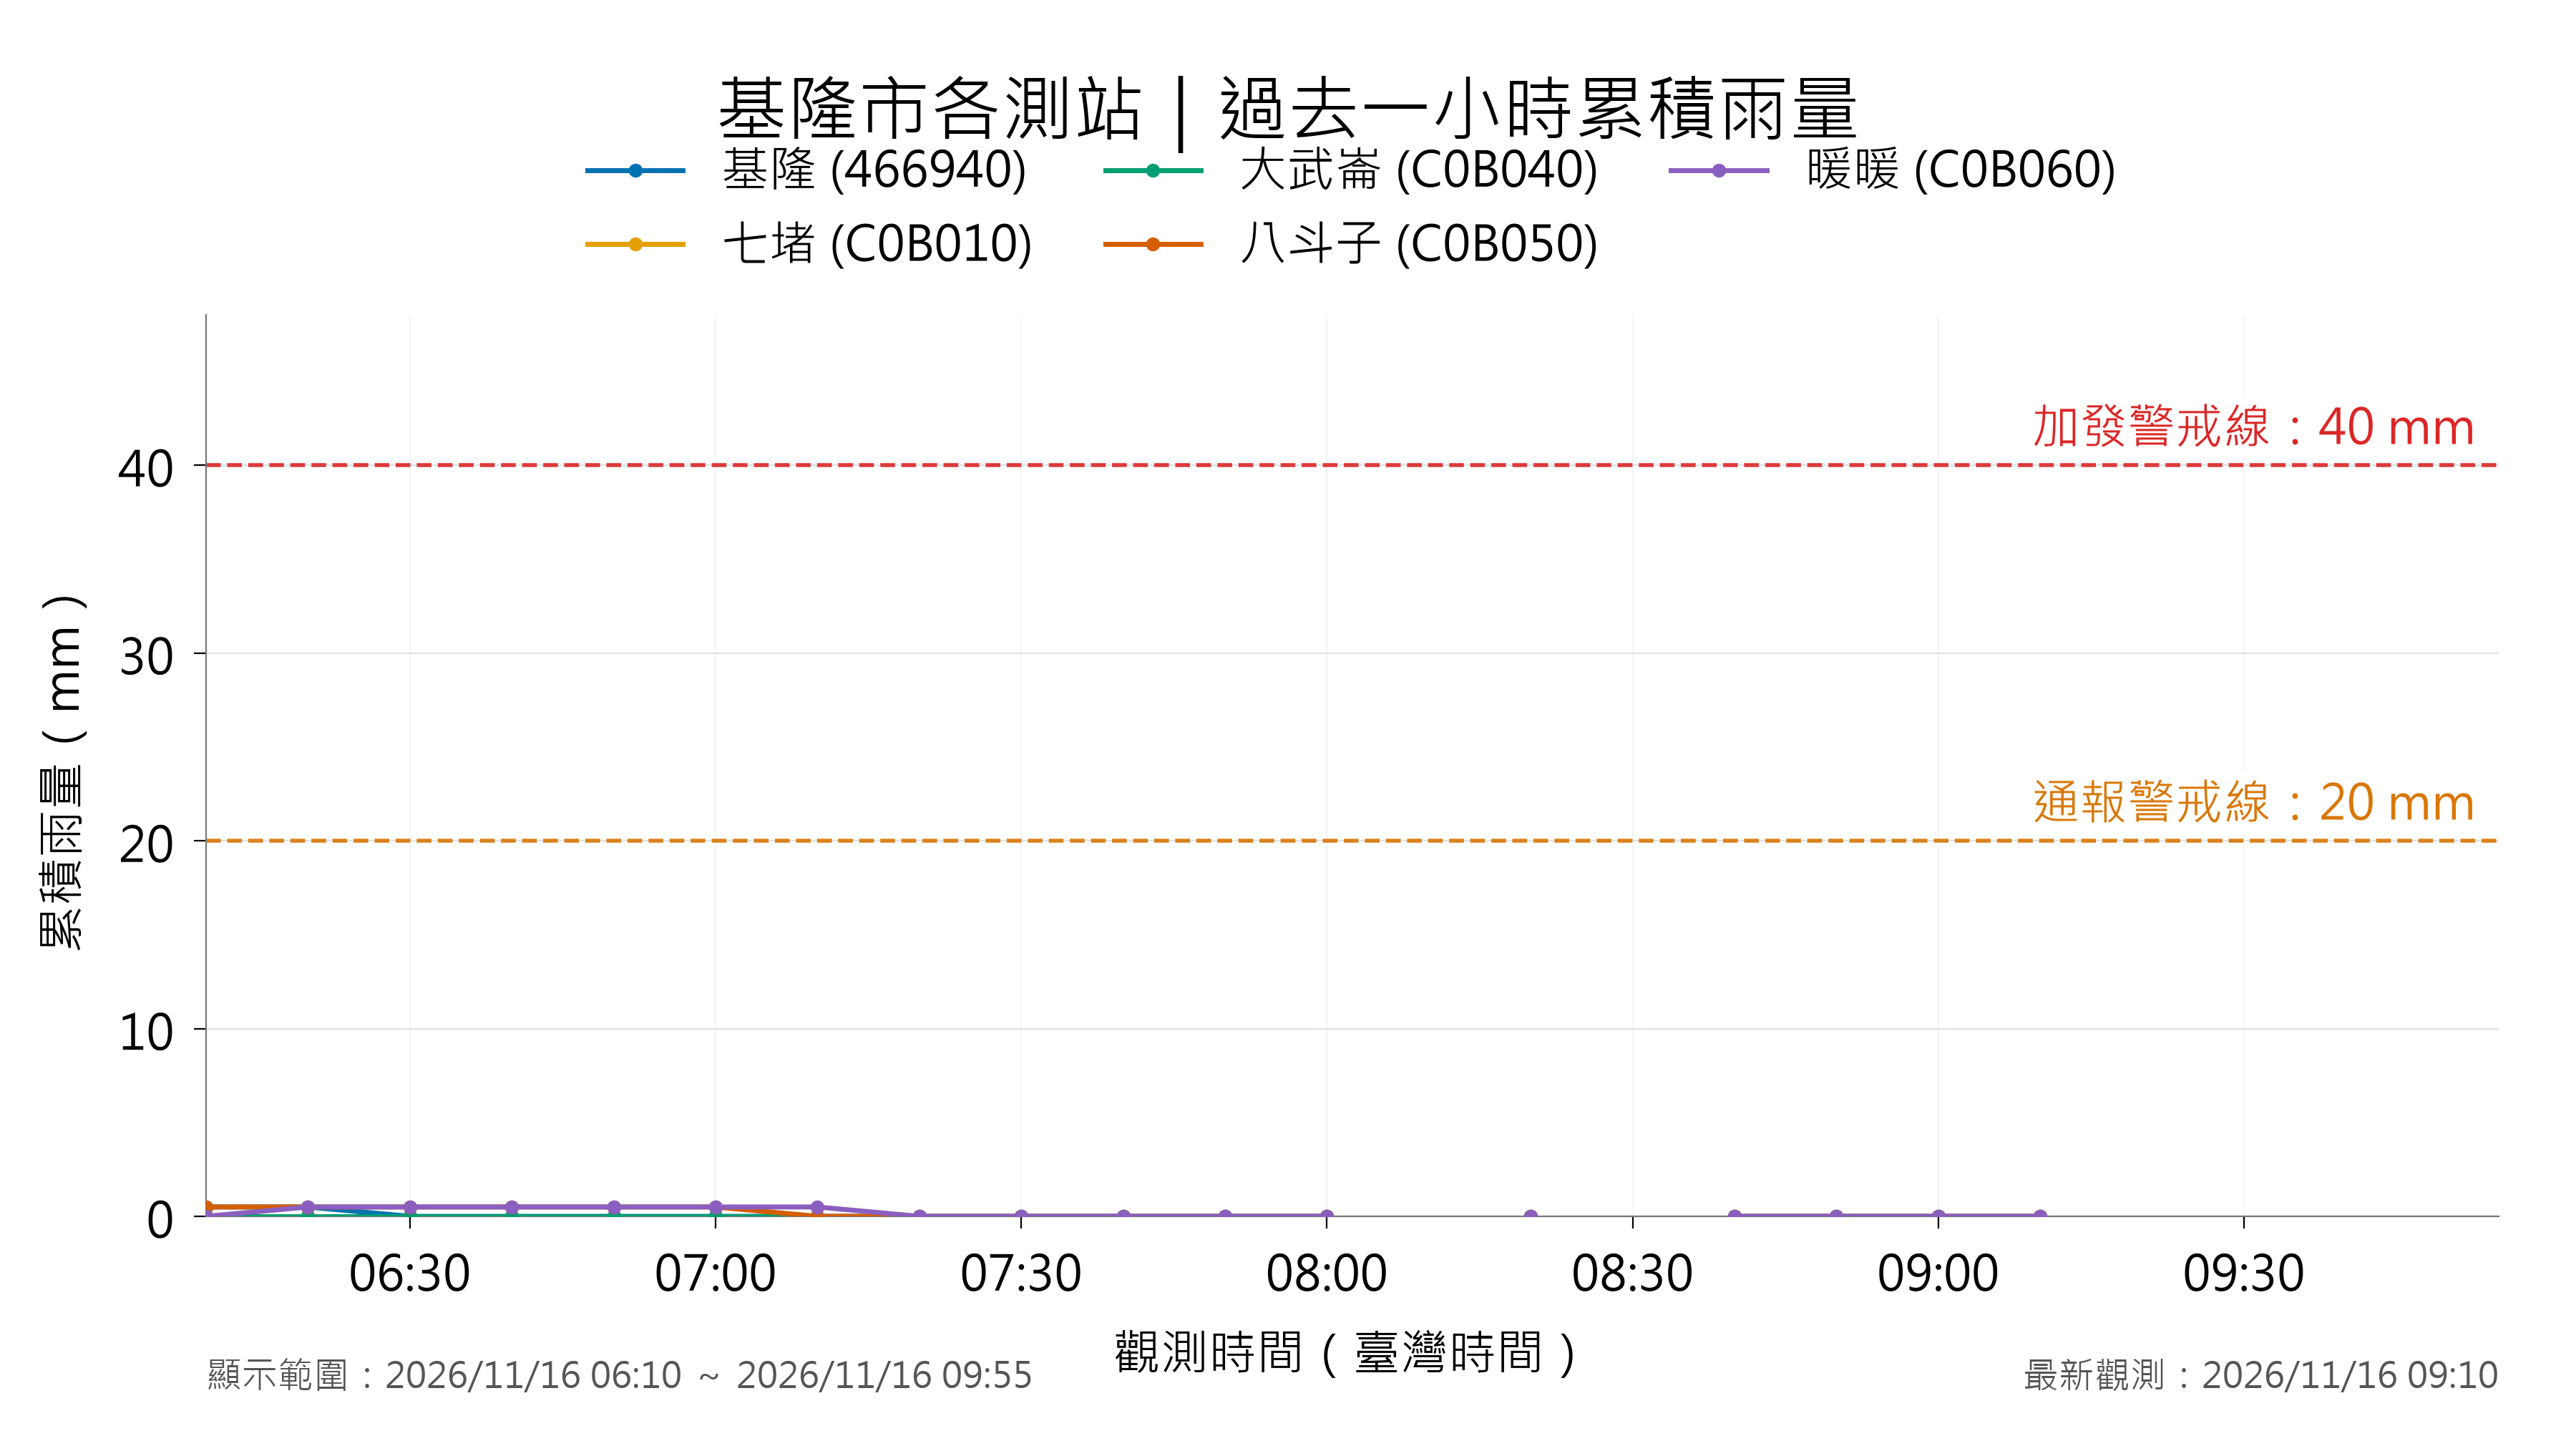 基隆市各測站｜過去一小時累積雨量
基隆 (466940)
大武崙 (C0B040)
暖暖 (C0B060)
七堵 (C0B010)
八斗子 (C0B050)
加發警戒線：40 mm
通報警戒線：20 mm
累積雨量（mm）
40
30
20
10
0
06:30
07:00
07:30
08:00
08:30
09:00
09:30
觀測時間（臺灣時間）
顯示範圍：2026/11/16 06:10 ~ 2026/11/16 09:55
最新觀測：2026/11/16 09:10